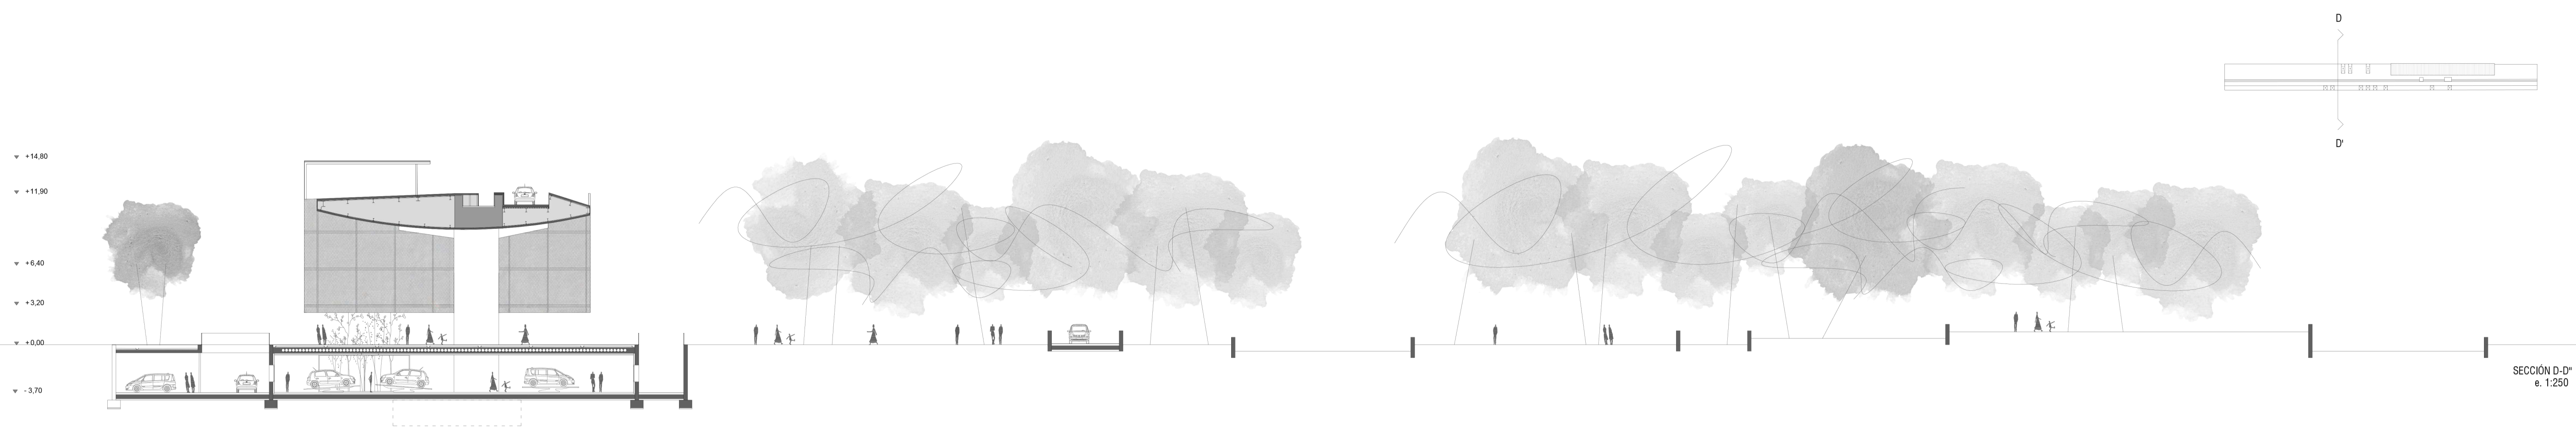 D
D'
+14,80
+11,90
+6,40
+3,20
+0,00
- 3,70
SECCIÓN D-D"
e. 1:250